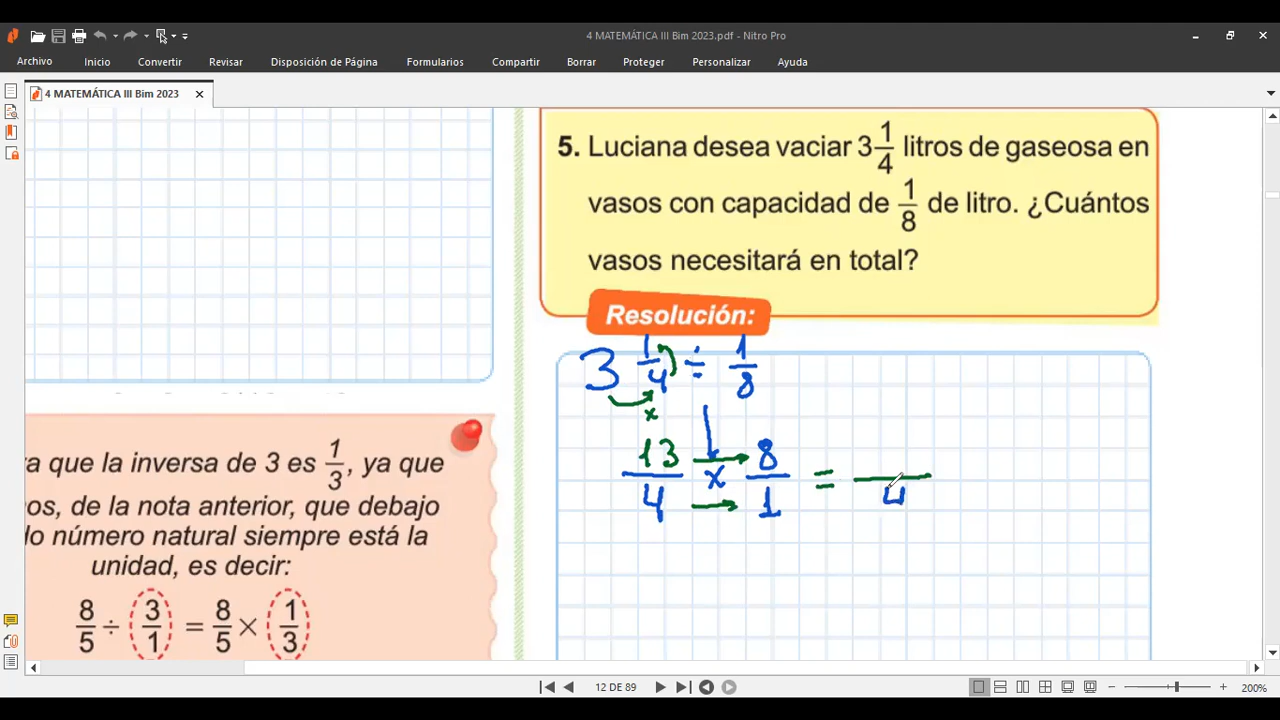 4 MATEMÁTICA III Bim 2023.pdf - Nitro Pro
Archivo Inicio Convertir Revisar Disposición de Página Formularios Compartir Borrar Proteger Personalizar Ayuda
4 MATEMÁTICA III Bim 2023
5. Luciana desea vaciar 3 1/4 litros de gaseosa en
vasos con capacidad de 1/8 de litro. ¿Cuántos
vasos necesitará en total?
Resolución:
3 1/4 ÷ 1/8
x
13/4 x 8/1 = /4
a que la inversa de 3 es 1/3, ya que
os, de la nota anterior, que debajo
lo número natural siempre está la
unidad, es decir:
8/5 ÷ 3/1 = 8/5 × 1/3
12 DE 89
200%